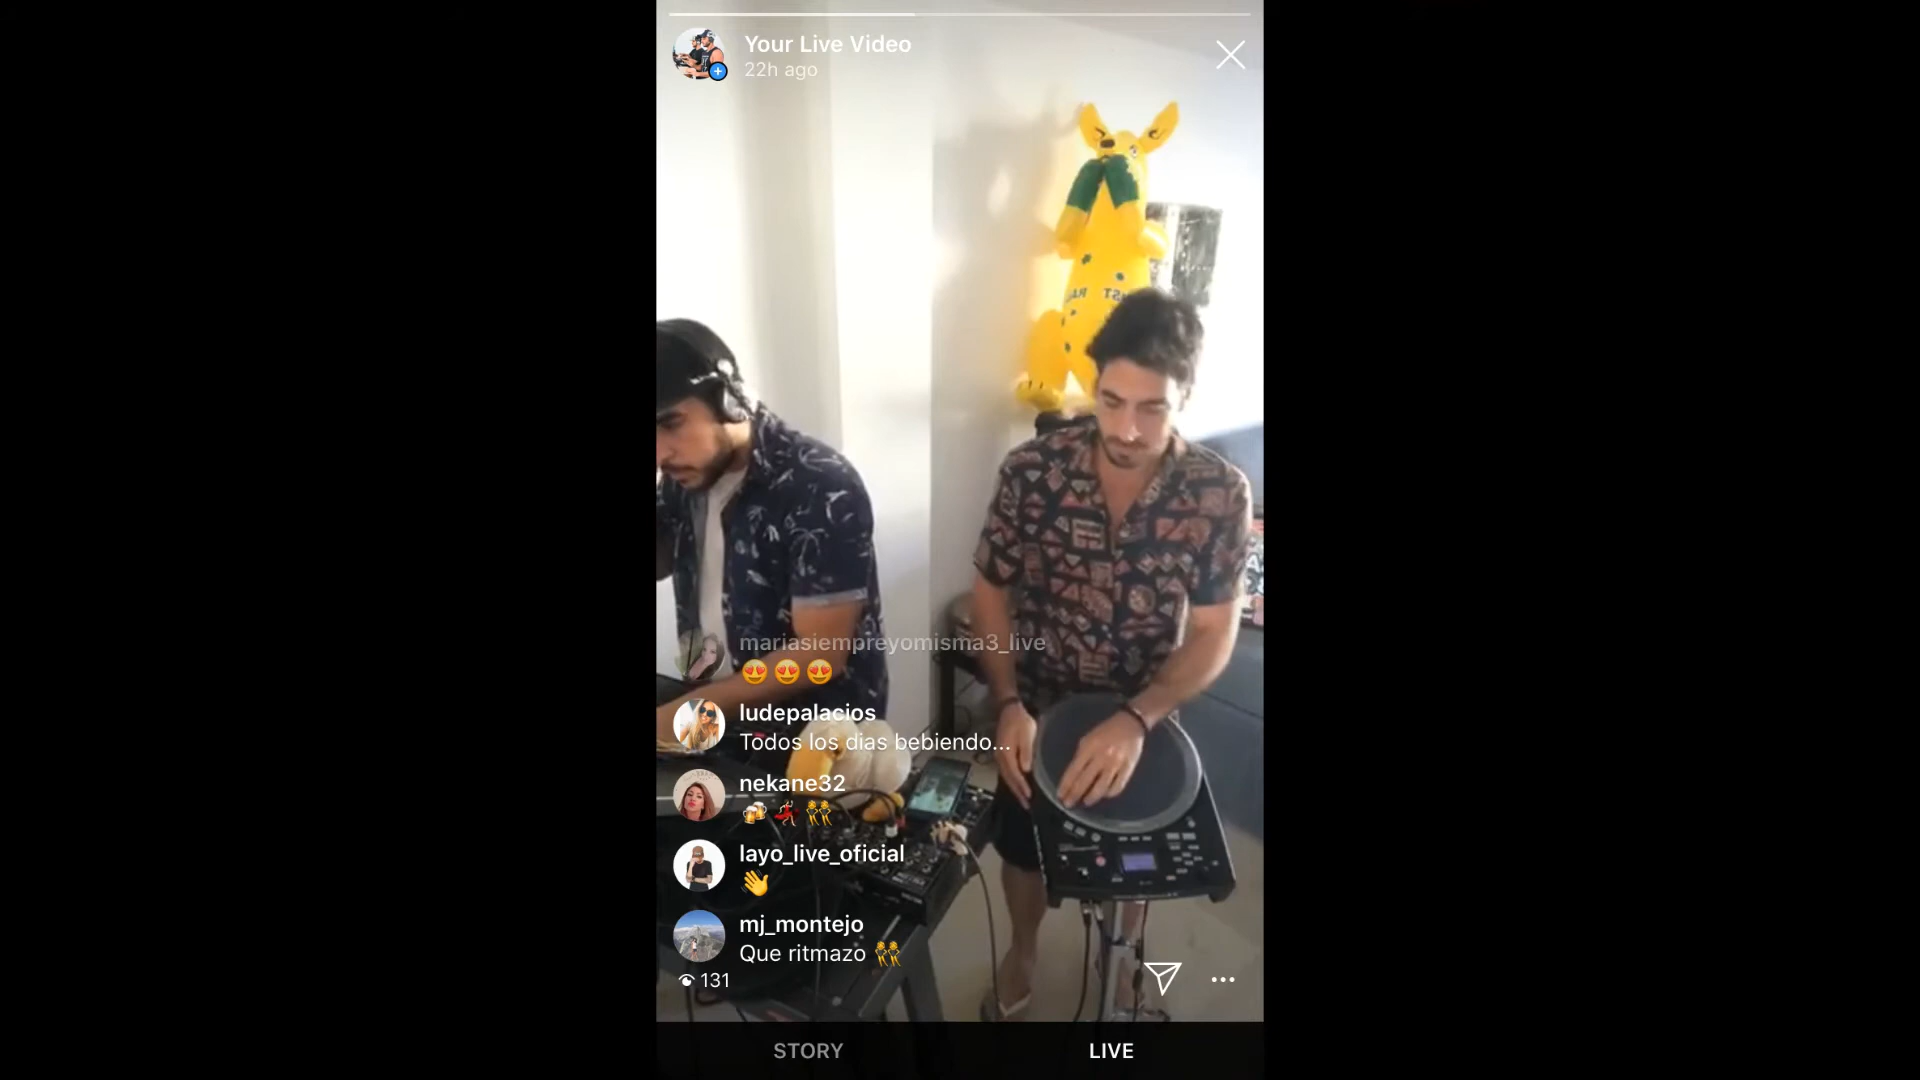 Your Live Video
22h ago
mariasiempreyomisma3_live
😍😍😍
ludepalacios
Todos los dias bebiendo...
nekane32
🍻💃👯
layo_live_oficial
👋
mj_montejo
Que ritmazo 👯
131
STORY
LIVE